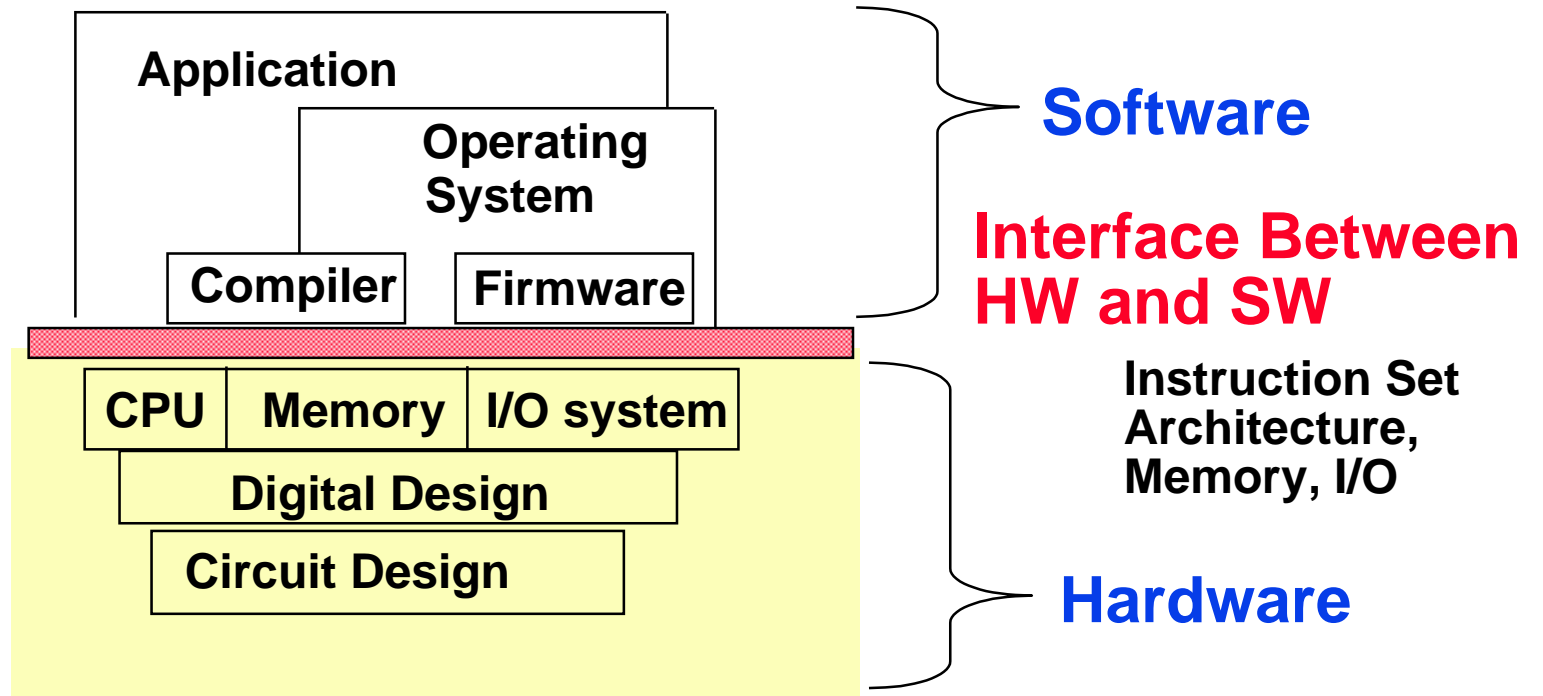 Application
Operating
System
Compiler
Firmware
Software
Interface Between
HW and SW
Instruction Set
Architecture,
Memory, I/O
CPU
Memory
I/O system
Digital Design
Circuit Design
Hardware